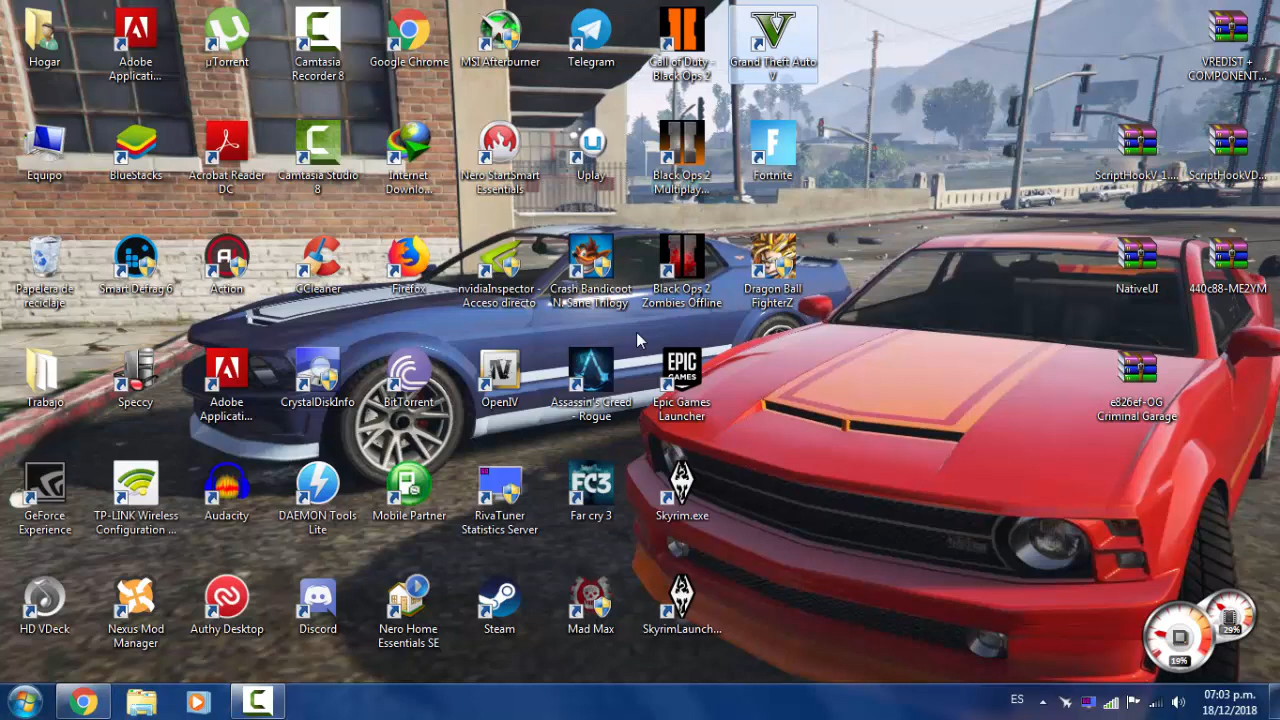 Hogar
Adobe
Applicati...
µTorrent
Camtasia
Recorder 8
Google Chrome
MSI Afterburner
Telegram
Call of Duty -
Black Ops 2
Grand Theft Auto
V
VREDIST +
COMPONENT...
Equipo
BlueStacks
Acrobat Reader
DC
Camtasia Studio
8
Internet
Downlo...
Nero StartSmart
Essentials
Uplay
Black Ops 2
Multiplay...
Fortnite
ScriptHookV_1....
ScriptHookVD...
Papelera de
reciclaje
Smart Defrag 6
Action
CCleaner
Firefox
nvidiaInspector -
Acceso directo
Crash Bandicoot
N. Sane Trilogy
Black Ops 2
Zombies Offline
Dragon Ball
FighterZ
NativeUI
440c88-ME2YM
Trabajo
Speccy
Adobe
Applicati...
CrystalDiskInfo
BitTorrent
IV
OpenIV
Assassin's Creed
- Rogue
EPIC
GAMES
Epic Games
Launcher
e826ef-OG
Criminal Garage
GeForce
Experience
TP-LINK Wireless
Configuration ...
Audacity
DAEMON Tools
Lite
Mobile Partner
RivaTuner
Statistics Server
FC3
Far cry 3
Skyrim.exe
HD VDeck
Nexus Mod
Manager
Authy Desktop
Discord
Nero Home
Essentials SE
Steam
Mad Max
SkyrimLaunch...
19%
29%
ES
07:03 p.m.
18/12/2018